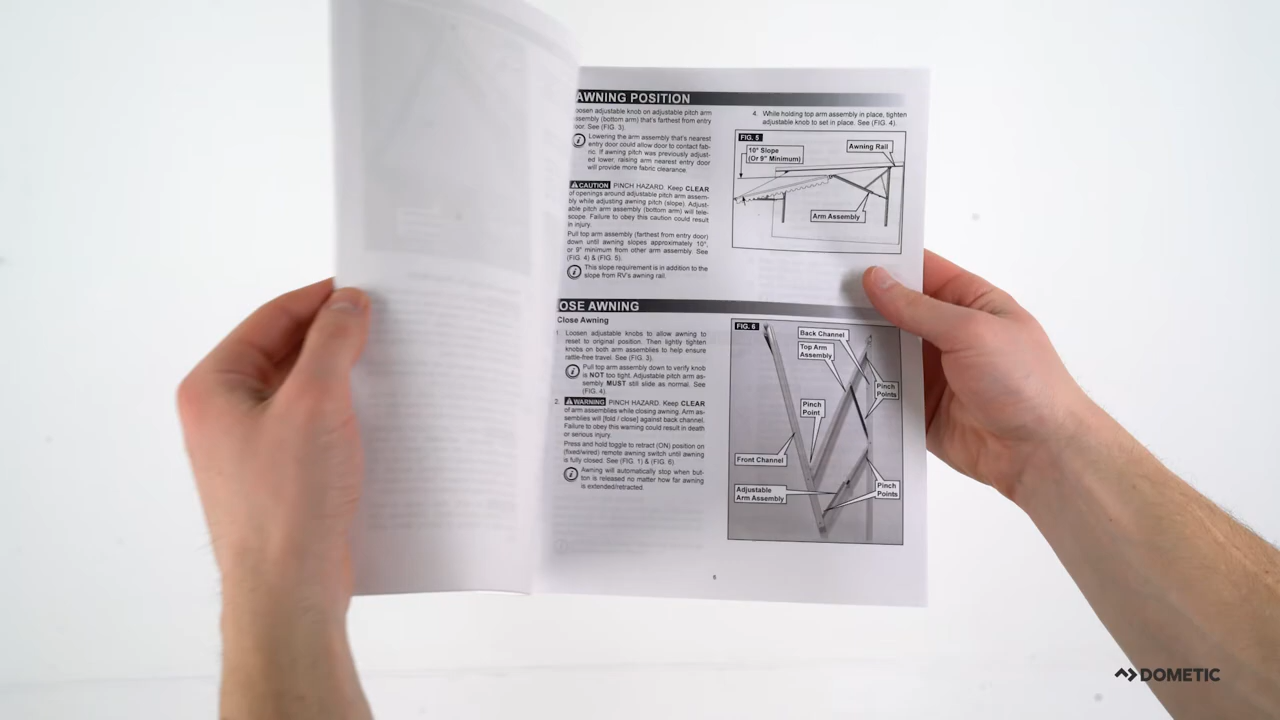 AWNING POSITION
oosen adjustable knob on adjustable pitch arm
ssembly (bottom arm) that's farthest from entry
oor. See (FIG. 3).
Lowering the arm assembly that's nearest
entry door could allow door to contact fab-
ric. If awning pitch was previously adjust-
ed lower, raising arm nearest entry door
will provide more fabric clearance.
CAUTION PINCH HAZARD. Keep CLEAR
of openings around adjustable pitch arm assem-
bly while adjusting awning pitch (slope). Adjust-
able pitch arm assembly (bottom arm) will tele-
scope. Failure to obey this caution could result
in injury.
Pull top arm assembly (farthest from entry door)
down until awning slopes approximately 10°,
or 9" minimum from other arm assembly. See
(FIG. 4) & (FIG. 5).
This slope requirement is in addition to the
slope from RV's awning rail.
4. While holding top arm assembly in place, tighten
adjustable knob to set in place. See (FIG. 4).
FIG. 5
10° Slope
(Or 9" Minimum)
Awning Rail
Arm Assembly
OSE AWNING
Close Awning
1. Loosen adjustable knobs to allow awning to
reset to original position. Then lightly tighten
knobs on both arm assemblies to help ensure
rattle-free travel. See (FIG. 3).
Pull top arm assembly down to verify knob
is NOT too tight. Adjustable pitch arm as-
sembly MUST still slide as normal. See
(FIG. 4).
2. WARNING PINCH HAZARD. Keep CLEAR
of arm assemblies while closing awning. Arm as-
semblies will [fold / close] against back channel.
Failure to obey this warning could result in death
or serious injury.
Press and hold toggle to retract (ON) position on
(fixed/wired) remote awning switch until awning
is fully closed. See (FIG. 1) & (FIG. 6).
Awning will automatically stop when but-
ton is released no matter how far awning
is extended/retracted.
FIG. 6
Back Channel
Top Arm
Assembly
Pinch
Points
Pinch
Point
Front Channel
Adjustable
Arm Assembly
Pinch
Points
6
DOMETIC